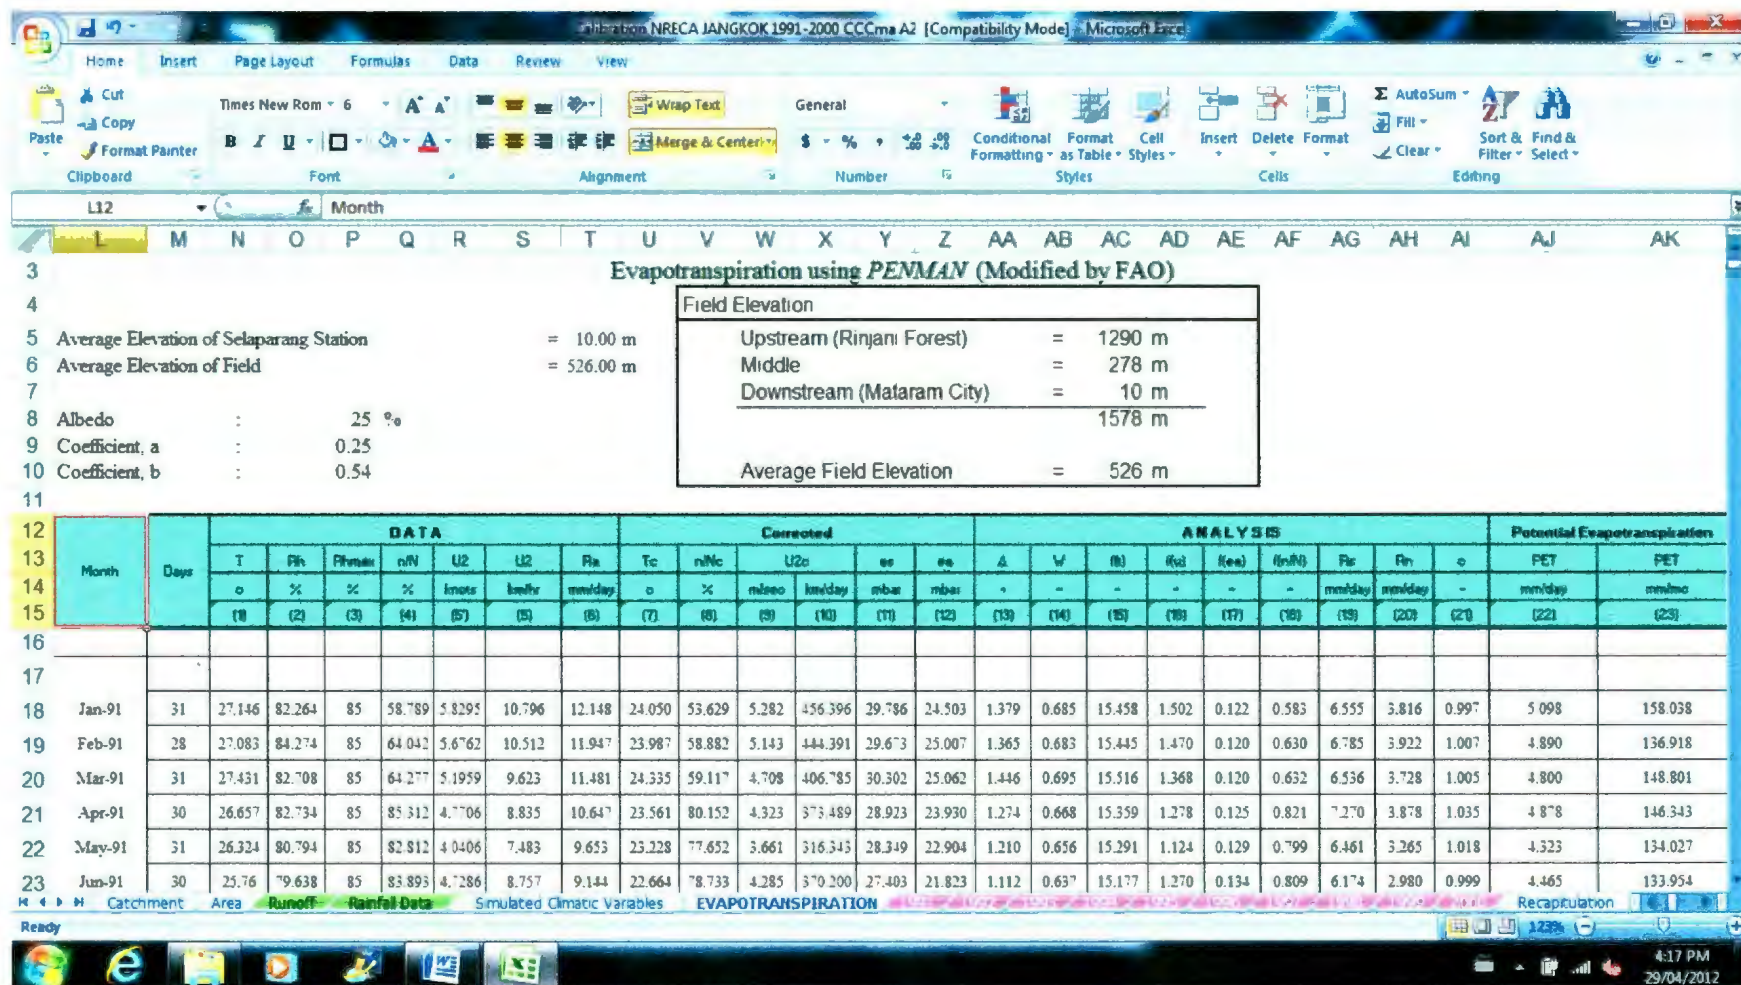 Calibration NRECA JANGKOK 1991-2000 CCCma A2 [Compatibility Mode] - Microsoft Excel
Home Insert Page Layout Formulas Data Review View
Cut
Copy
Format Painter
Paste
Times New Rom 6
Wrap Text
Merge & Center
General
Conditional Formatting
Format as Table
Cell Styles
Insert Delete Format
AutoSum
Fill
Clear
Sort & Filter
Find & Select
Clipboard Font Alignment Number Styles Cells Editing
L12 fx Month
L M N O P Q R S T U V W X Y Z AA AB AC AD AE AF AG AH AI AJ AK
3 Evapotranspiration using PENMAN (Modified by FAO)
4 Field Elevation
5 Average Elevation of Selaparang Station = 10.00 m Upstream (Rinjani Forest) = 1290 m
6 Average Elevation of Field = 526.00 m Middle = 278 m
7 Downstream (Mataram City) = 10 m
8 Albedo : 25 % 1578 m
9 Coefficient, a : 0.25
10 Coefficient, b : 0.54 Average Field Elevation = 526 m
11
12 Month Days DATA Corrected ANALYSIS Potential Evapotranspiration
13 T Rh Rhmax n/N U2 U2 Ra Tc n/Nc U2c es ea Δ W f(t) f(u) f(ea) f(n/N) Rs Rn c PET PET
14 o % % % knots km/hr mm/day o % m/sec km/day mbar mbar - - - - - - mm/day mm/day - mm/day mm/mo
15 (1) (2) (3) (4) (5) (5) (6) (7) (8) (9) (10) (11) (12) (13) (14) (15) (16) (17) (18) (19) (20) (21) (22) (23)
16
17
18 Jan-91 31 27.146 82.264 85 58.789 5.8295 10.796 12.148 24.050 53.629 5.282 456.396 29.786 24.503 1.379 0.685 15.458 1.502 0.122 0.583 6.555 3.816 0.997 5.098 158.038
19 Feb-91 28 27.083 84.274 85 64.042 5.6762 10.512 11.947 23.987 58.882 5.143 444.391 29.673 25.007 1.365 0.683 15.445 1.470 0.120 0.630 6.785 3.922 1.007 4.890 136.918
20 Mar-91 31 27.431 82.708 85 64.277 5.1959 9.623 11.481 24.335 59.117 4.708 406.785 30.302 25.062 1.446 0.695 15.516 1.368 0.120 0.632 6.536 3.728 1.005 4.800 148.801
21 Apr-91 30 26.657 82.734 85 85.312 4.7706 8.835 10.647 23.561 80.152 4.323 373.489 28.923 23.930 1.274 0.668 15.359 1.278 0.125 0.821 7.270 3.878 1.035 4.878 146.343
22 May-91 31 26.324 80.794 85 82.812 4.0406 7.483 9.653 23.228 77.652 3.661 316.343 28.349 22.904 1.210 0.656 15.291 1.124 0.129 0.799 6.461 3.265 1.018 4.323 134.027
23 Jun-91 30 25.76 79.638 85 83.893 4.7286 8.757 9.144 22.664 78.733 4.285 370.200 27.403 21.823 1.112 0.637 15.177 1.270 0.134 0.809 6.174 2.980 0.999 4.465 133.954
Catchment Area Runoff Rainfal Data Simulated Climatic Variables EVAPOTRANSPIRATION Recapitulation
Ready 123%
4:17 PM
29/04/2012